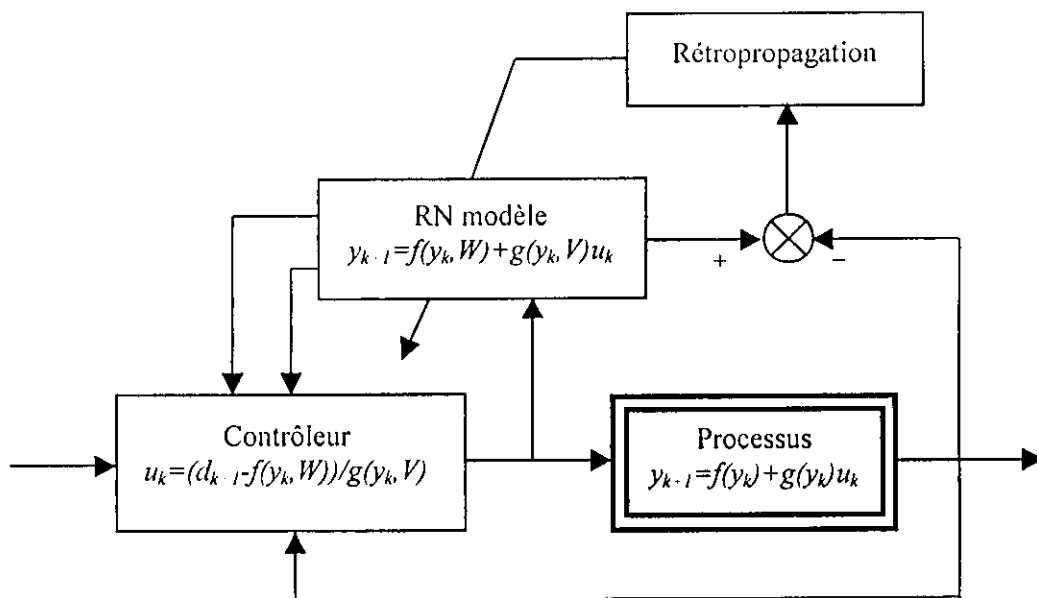 Rétropropagation
RN modèle
y_{k+1}=f(y_k,W)+g(y_k,V)u_k
+
−
Contrôleur
u_k=(d_{k+1}-f(y_k,W))/g(y_k,V)
Processus
y_{k+1}=f(y_k)+g(y_k)u_k